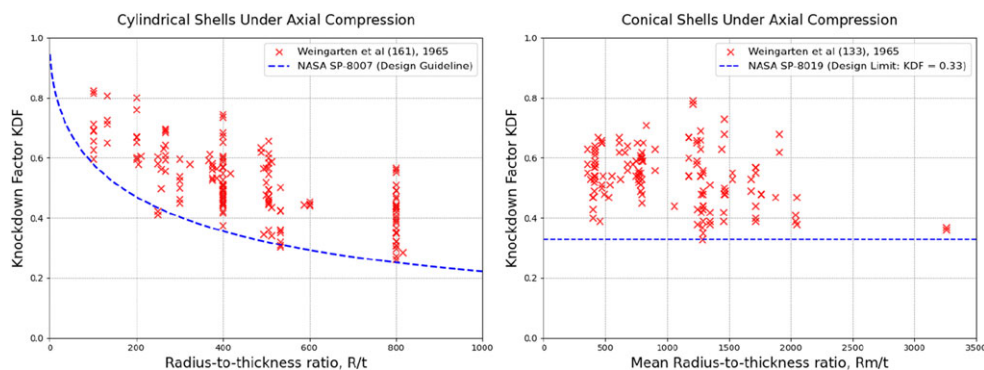 Cylindrical Shells Under Axial Compression
Weingarten et al (161), 1965
NASA SP-8007 (Design Guideline)
Knockdown Factor KDF
1.0
0.8
0.6
0.4
0.2
0.0
0 200 400 600 800 1000
Radius-to-thickness ratio, R/t
Conical Shells Under Axial Compression
Weingarten et al (133), 1965
NASA SP-8019 (Design Limit: KDF = 0.33)
Knockdown Factor KDF
1.0
0.8
0.6
0.4
0.2
0.0
0 500 1000 1500 2000 2500 3000 3500
Mean Radius-to-thickness ratio, Rm/t